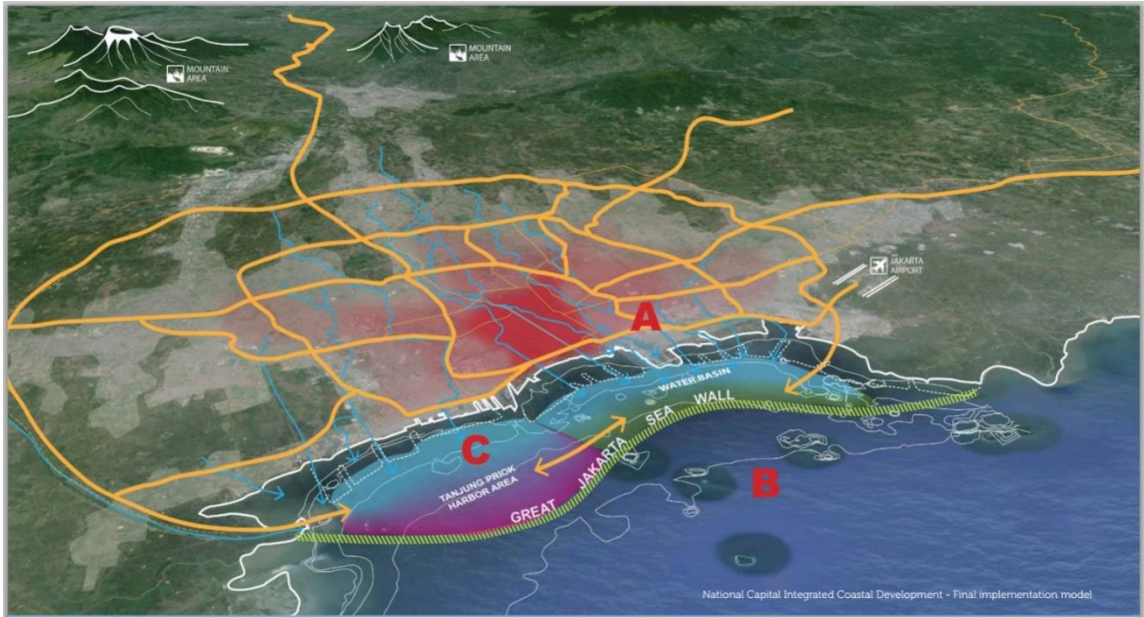 MOUNTAIN
AREA
MOUNTAIN
AREA
JAKARTA
AIRPORT
A
WATER BASIN
GREAT JAKARTA SEA WALL
C
TANJUNG PRIOK
HARBOR AREA
B
National Capital Integrated Coastal Development - Final implementation model